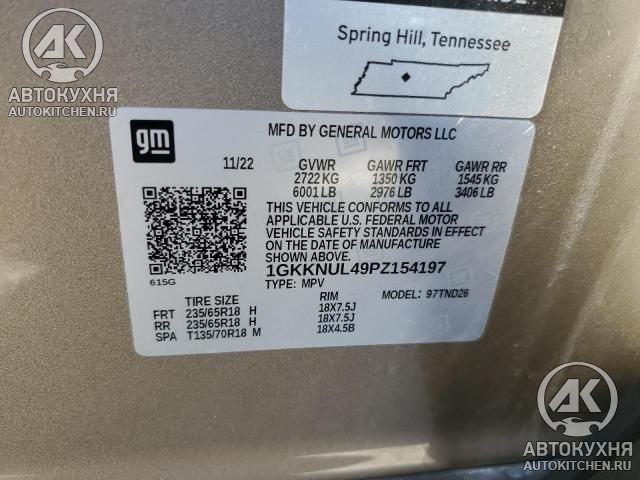 Spring Hill, Tennessee
AK
АВТОКУХНЯ
AUTOKITCHEN.RU
gm
MFD BY GENERAL MOTORS LLC
11/22 GVWR GAWR FRT GAWR RR
2722 KG 1350 KG 1545 KG
6001 LB 2976 LB 3406 LB
THIS VEHICLE CONFORMS TO ALL
APPLICABLE U.S. FEDERAL MOTOR
VEHICLE SAFETY STANDARDS IN EFFECT
ON THE DATE OF MANUFACTURE
SHOWN ABOVE.
1GKKNUL49PZ154197
615G
TYPE: MPV MODEL: 97TND26
TIRE SIZE RIM
FRT 235/65R18 H 18X7.5J
RR 235/65R18 H 18X7.5J
SPA T135/70R18 M 18X4.5B
AK
АВТОКУХНЯ
AUTOKITCHEN.RU